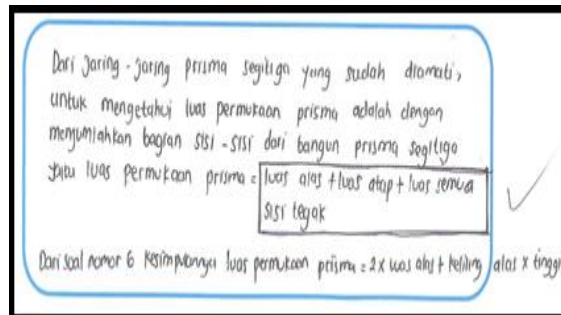 Dari jaring-jaring prisma segitiga yang sudah diamati,
untuk mengetahui luas permukaan prisma adalah dengan
menjumlahkan bagian sisi-sisi dari bangun prisma segitiga
yaitu luas permukaan prisma = luas alas + luas atap + luas semua
sisi tegak
Dari soal nomor 6 kesimpulannya luas permukaan prisma = 2 x luas alas + keliling alas x tinggi